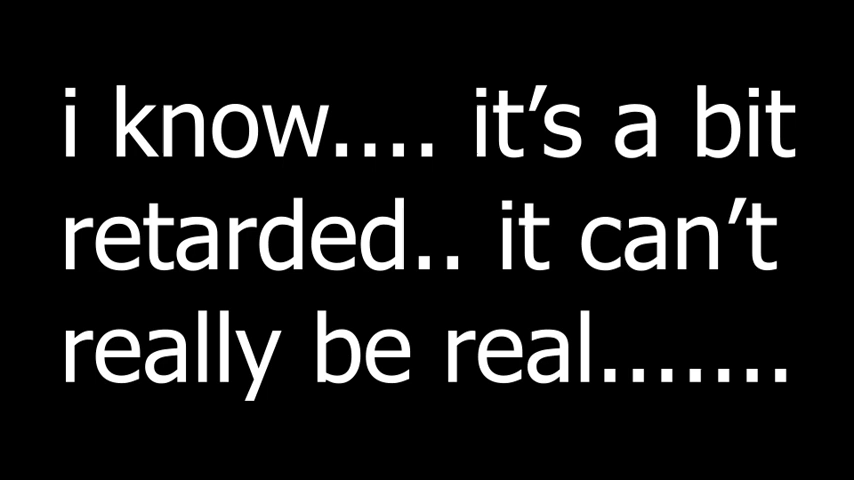 i know.... it’s a bit
retarded.. it can’t
really be real.......